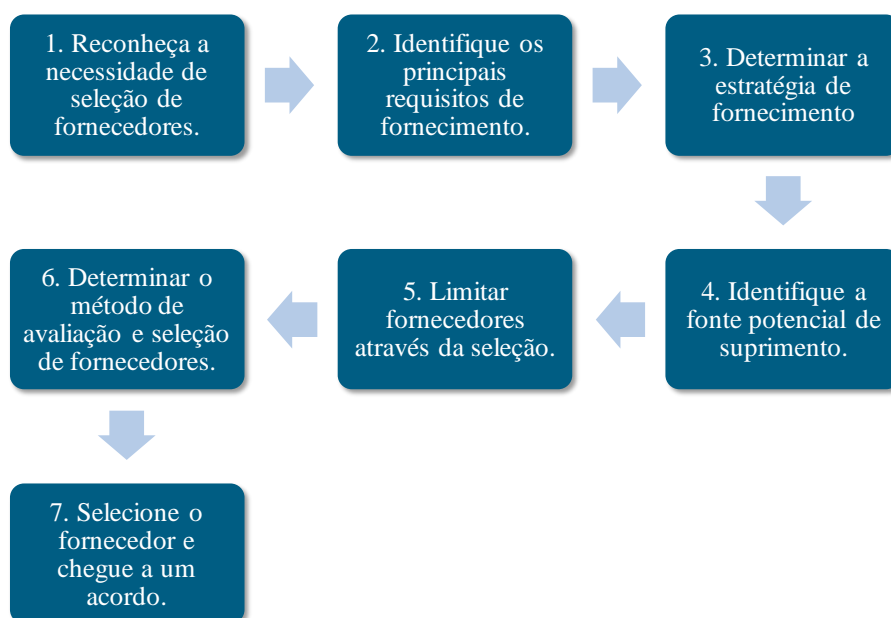 1. Reconheça a
necessidade de
seleção de
fornecedores.
2. Identifique os
principais
requisitos de
fornecimento.
3. Determinar a
estratégia de
fornecimento
4. Identifique a
fonte potencial de
suprimento.
5. Limitar
fornecedores
através da seleção.
6. Determinar o
método de
avaliação e seleção
de fornecedores.
7. Selecione o
fornecedor e
chegue a um
acordo.